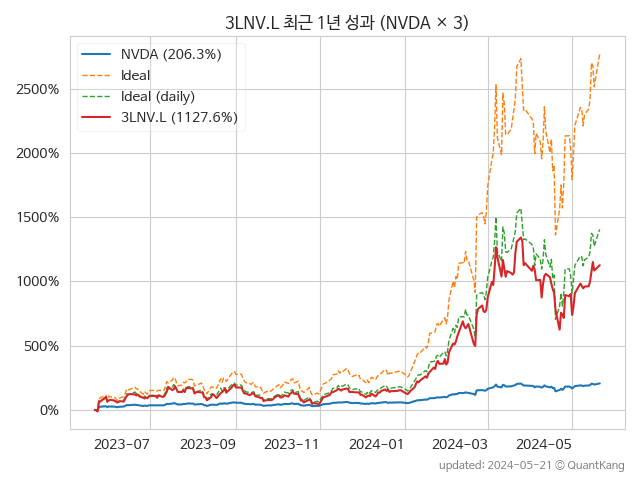 3LNV.L 최근 1년 성과 (NVDA × 3)
NVDA (206.3%)
Ideal
Ideal (daily)
3LNV.L (1127.6%)
2500%
2000%
1500%
1000%
500%
0%
2023-07
2023-09
2023-11
2024-01
2024-03
2024-05
updated: 2024-05-21 ⓒ QuantKang